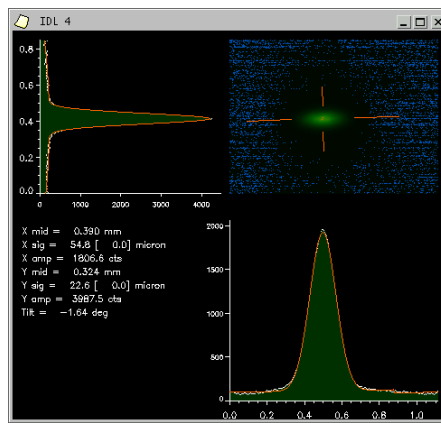 IDL 4
0.8
0.6
0.4
0.2
0.0
0 1000 2000 3000 4000
X mid = 0.390 mm
X sig = 54.8 [ 0.0] micron
X amp = 1806.6 cts
Y mid = 0.324 mm
Y sig = 22.6 [ 0.0] micron
Y amp = 3987.5 cts
Tilt = -1.64 deg
2000
1500
1000
500
0
0.0 0.2 0.4 0.6 0.8 1.0